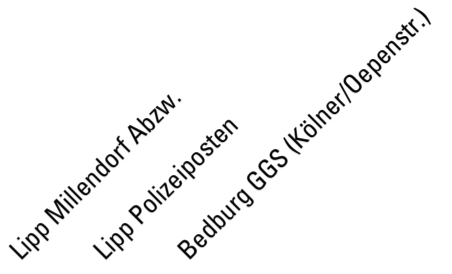 Lipp Millendorf Abzw.
Lipp Polizeiposten
Bedburg GGS (Kölner/Oepenstr.)